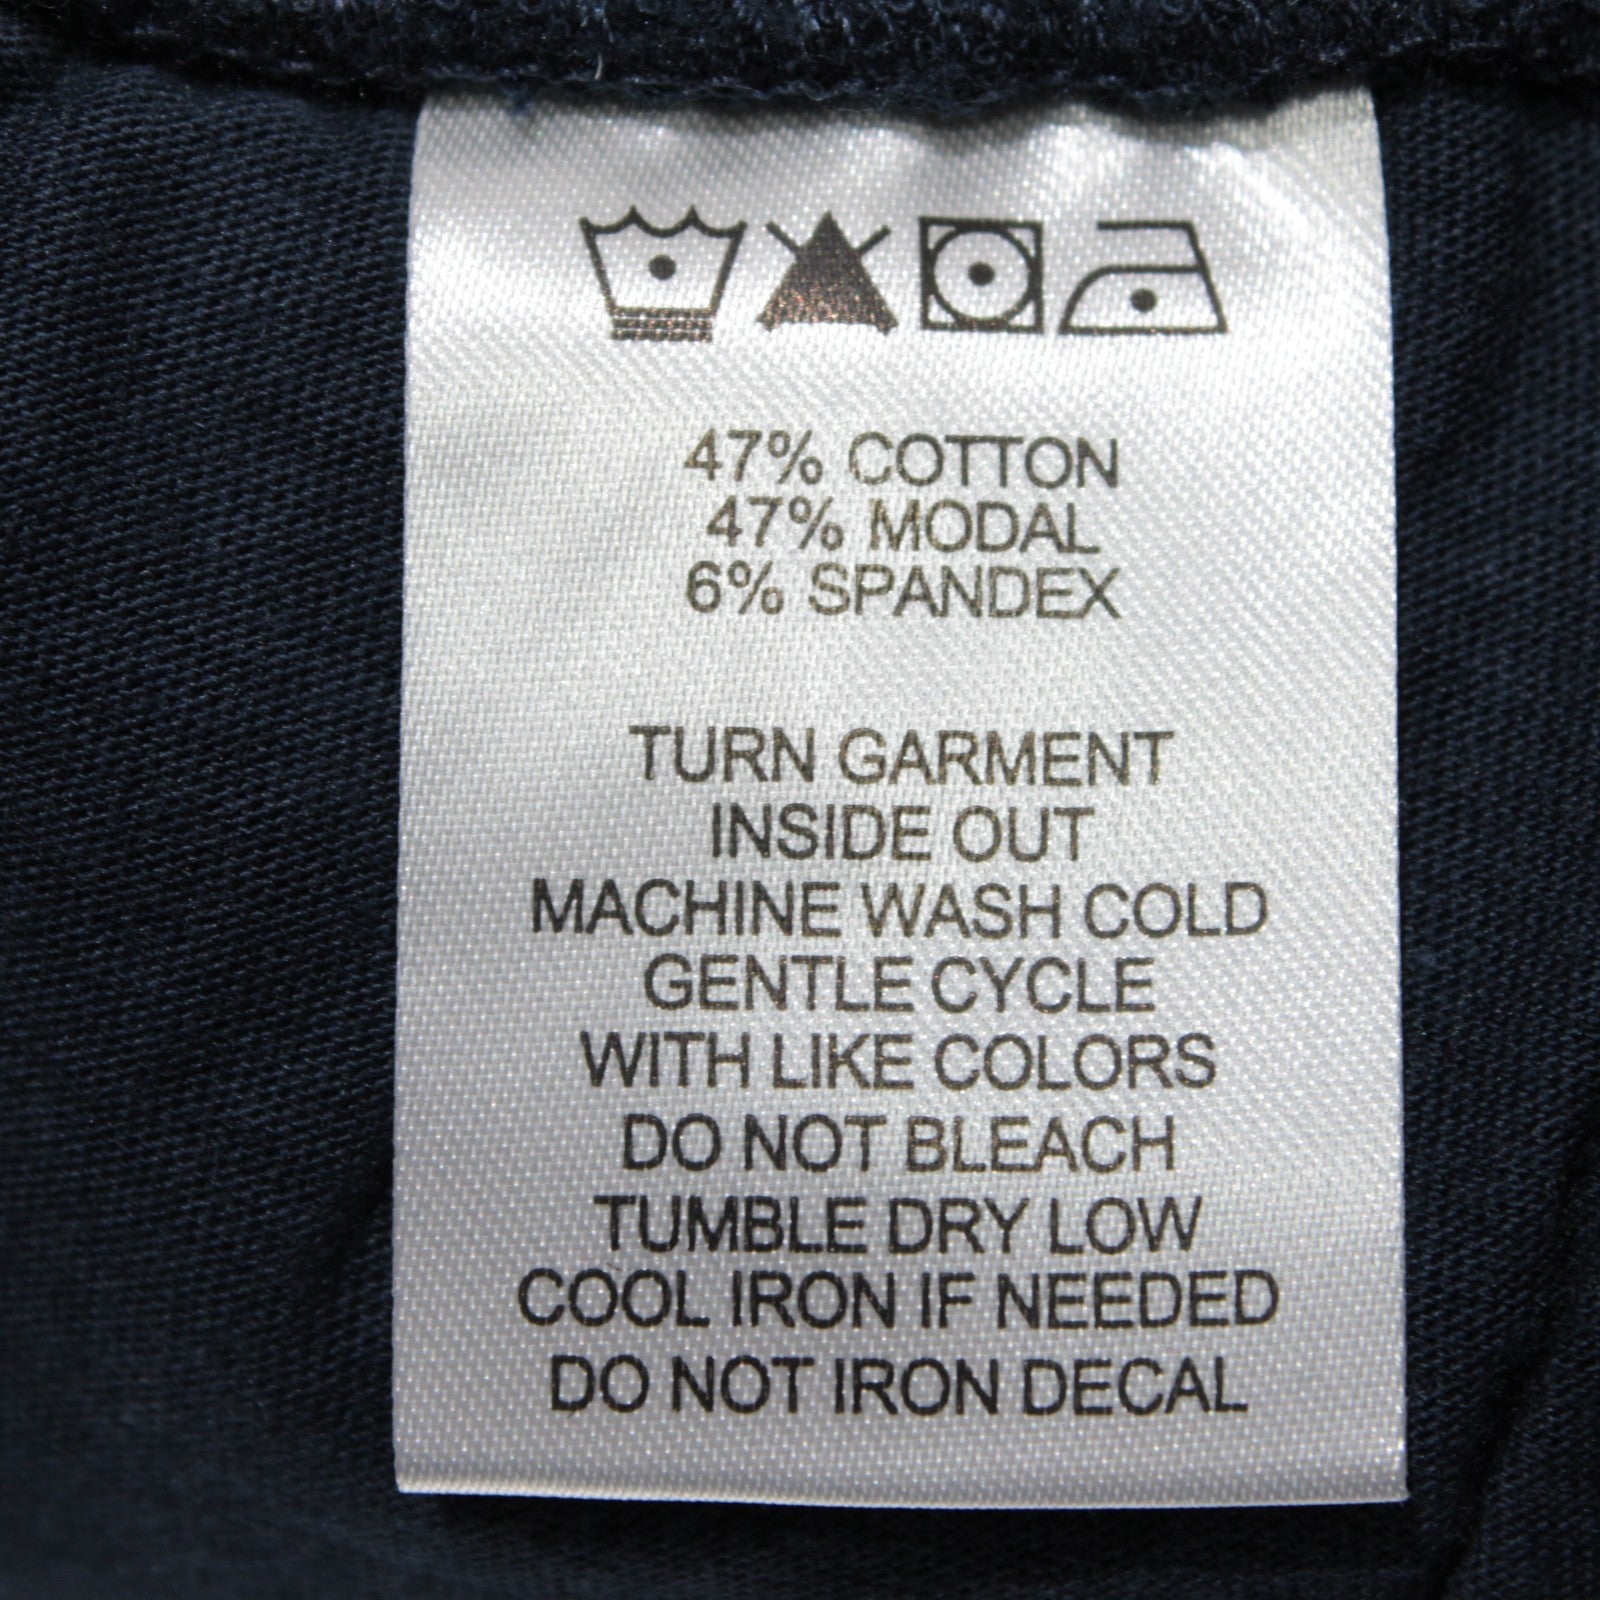 47% COTTON
47% MODAL
6% SPANDEX
TURN GARMENT
INSIDE OUT
MACHINE WASH COLD
GENTLE CYCLE
WITH LIKE COLORS
DO NOT BLEACH
TUMBLE DRY LOW
COOL IRON IF NEEDED
DO NOT IRON DECAL